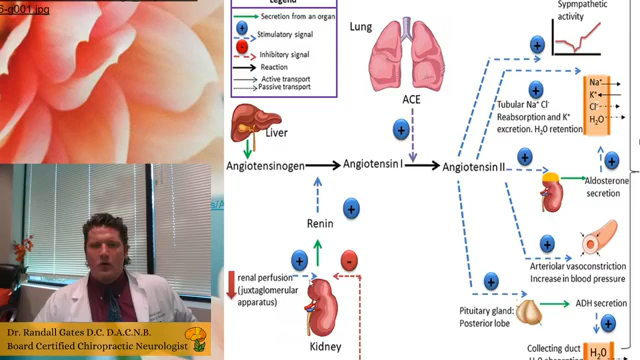 6-g001.jpg
Legend
Secretion from an organ
Stimulatory signal
Inhibitory signal
Reaction
Active transport
Passive transport
Lung
ACE
Liver
Angiotensinogen
Angiotensin I
Angiotensin II
Renin
renal perfusion
(juxtaglomerular
apparatus)
Kidney
Sypmpathetic
activity
Tubular Na⁺ Cl⁻
Reabsorption and K⁺
excretion. H₂O retention
Na⁺
K⁺
Cl⁻
H₂O
Aldosterone
secretion
Arteriolar vasoconstriction
Increase in blood pressure
Pituitary gland:
Posterior lobe
ADH secretion
Collecting duct
H₂O
Dr. Randall Gates D.C. D.A.C.N.B.
Board Certified Chiropractic Neurologist